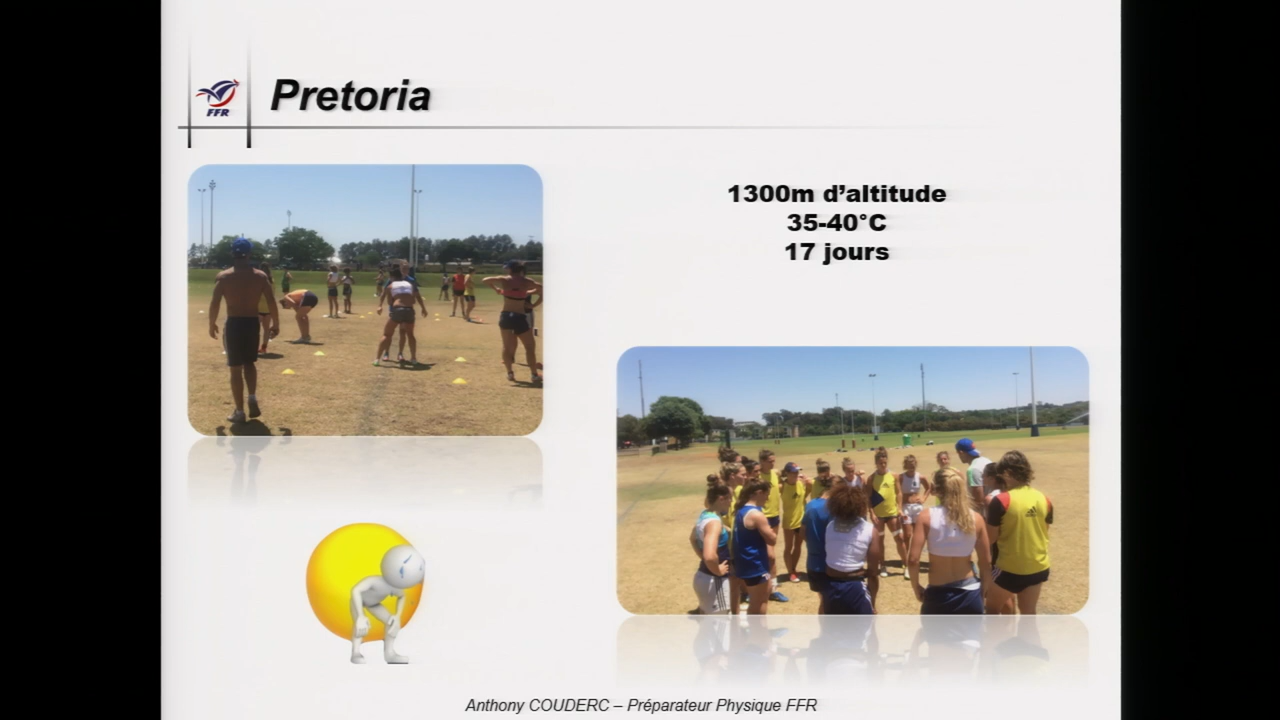 FFR
Pretoria
1300m d’altitude
35-40°C
17 jours
Anthony COUDERC – Préparateur Physique FFR